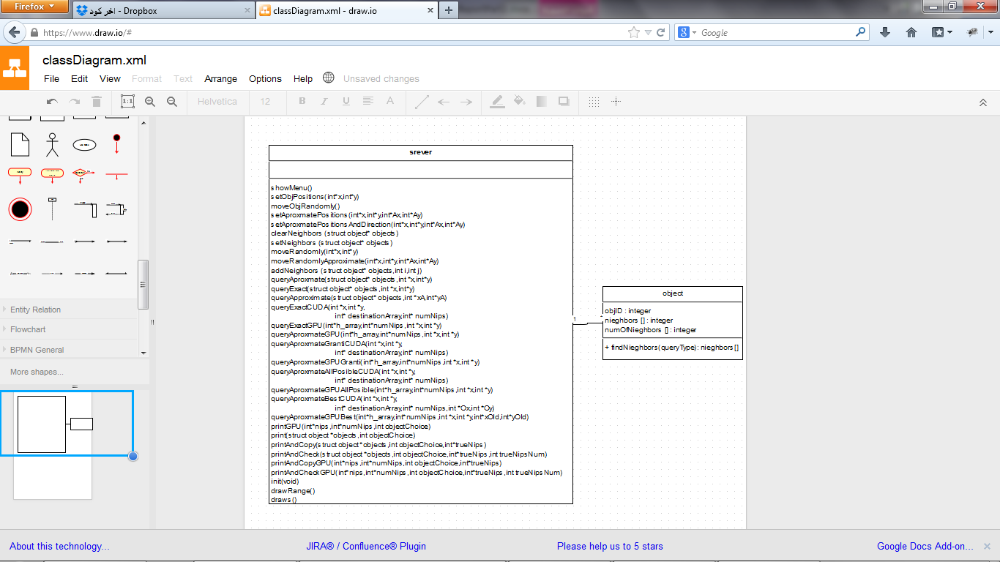 Firefox
اخر كود - Dropbox
classDiagram.xml - draw.io
https://www.draw.io/#
Google
classDiagram.xml
File Edit View Format Text Arrange Options Help Unsaved changes
1:1 Helvetica 12 B I U A
Entity Relation
Flowchart
BPMN General
More shapes...
srever
showMenu()
setObjPositions(int*x,int*y)
moveObjRandomly()
setAproxmatePositions(int*x,int*y,int*Ax,int*Ay)
setAproxmatePositionsAndDirection(int*x,int*y,int*Ax,int*Ay)
clearNeighbors (struct object* objects)
setNeighbors (struct object* objects)
moveRandomly(int*x,int*y)
moveRandomlyApproximate(int*x,int*y,int*Ax,int*Ay)
addNeighbors (struct object* objects,int i,int j)
queryAproxmate(struct object* objects,int *x,int*y)
queryExact(struct object* objects,int *x,int*y)
queryApproximate(struct object* objects,int *xA int*yA)
queryExactCUDA(int *x,int *y,
int* destinationArray,int* numNips)
queryExactGPU(int*h_array,int*numNips,int *x,int *y)
queryAproxmateGPU(int*h_array,int*numNips,int *x,int *y)
queryAproxmateGrantiCUDA(int *x,int *y,
int* destinationArray,int* numNips)
queryAproxmateGPUGranti(int*h_array,int*numNips,int *x,int *y)
queryAproxmateAllPosibleCUDA(int *x,int *y,
int* destinationArray,int* numNips)
queryAproxmateGPUAllPosible(int*h_array,int*numNips,int *x,int *y)
queryAproxmateBestCUDA(int *x,int *y,
int* destinationArray,int* numNips,int *Ox,int *Oy)
queryAproxmateGPUBest(int*h_array,int*numNips,int *x,int *y,int*xOld,int*yOld)
printGPU(int*nips,int*numNips,int objectChoice)
print(struct object *objects,int objectChoice)
printAndCopy(struct object *objects,int objectChoice,int*trueNips)
printAndCheck(struct object *objects,int objectChoice,int*trueNips,int trueNipsNum)
printAndCopyGPU(int*nips,int*numNips,int objectChoice,int*trueNips)
printAndCheckGPU(int*nips,int*numNips,int objectChoice,int*trueNips,int trueNipsNum)
init(void)
drawRange()
draws()
1
object
objID : integer
nieghbors [] : integer
numOfNieghbors [] : integer
+ findNieghbors(queryType): nieghbors[]
About this technology... JIRA® / Confluence® Plugin Please help us to 5 stars Google Docs Add-on...